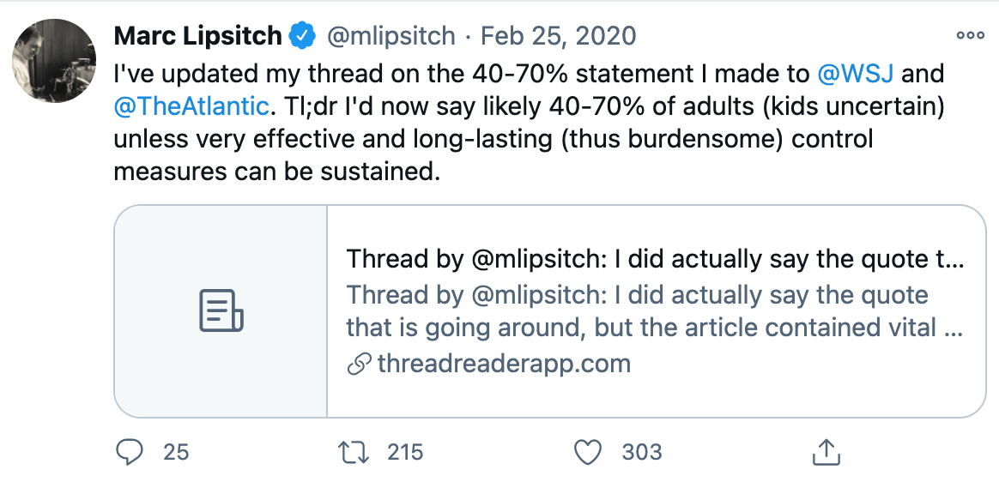 Marc Lipsitch @mlipsitch · Feb 25, 2020
I've updated my thread on the 40-70% statement I made to @WSJ and
@TheAtlantic. Tl;dr I'd now say likely 40-70% of adults (kids uncertain)
unless very effective and long-lasting (thus burdensome) control
measures can be sustained.
Thread by @mlipsitch: I did actually say the quote t...
Thread by @mlipsitch: I did actually say the quote
that is going around, but the article contained vital ...
threadreaderapp.com
25 215 303